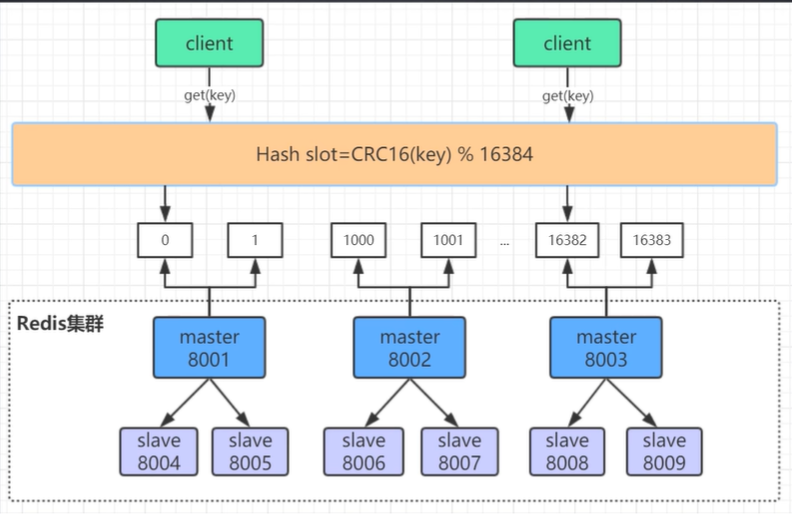 client
client
get(key)
get(key)
Hash slot=CRC16(key) % 16384
0
1
1000
1001
...
16382
16383
Redis集群
master
8001
master
8002
master
8003
slave
8004
slave
8005
slave
8006
slave
8007
slave
8008
slave
8009